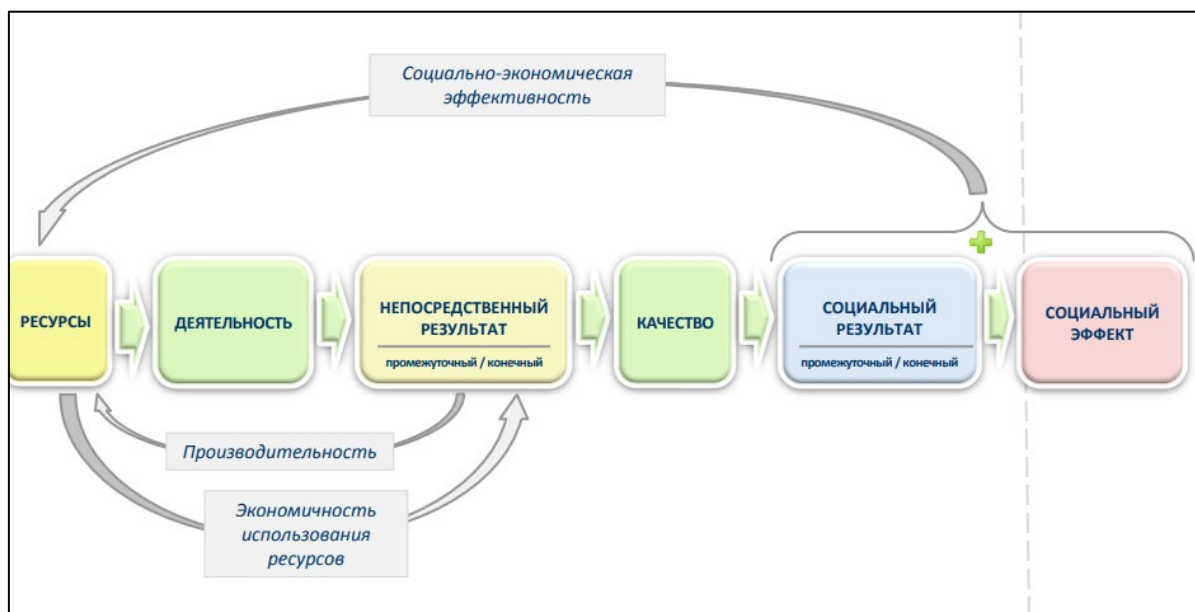 Социально-экономическая
эффективность
РЕСУРСЫ
ДЕЯТЕЛЬНОСТЬ
НЕПОСРЕДСТВЕННЫЙ
РЕЗУЛЬТАТ
промежуточный / конечный
КАЧЕСТВО
СОЦИАЛЬНЫЙ
РЕЗУЛЬТАТ
промежуточный / конечный
СОЦИАЛЬНЫЙ
ЭФФЕКТ
Производительность
Экономичность
использования
ресурсов